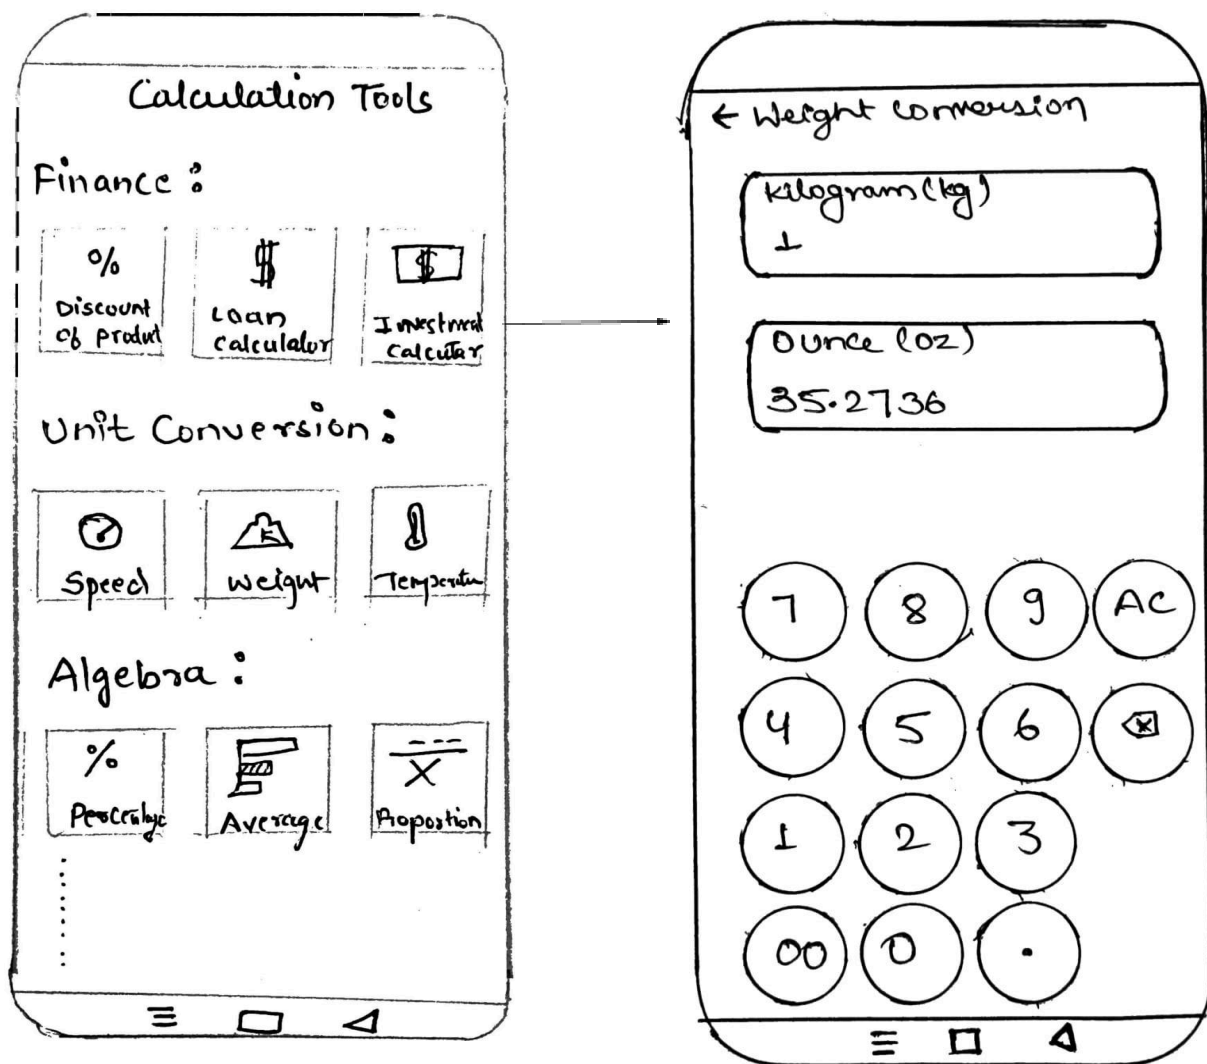 Calculation Tools
Finance :
%
Discount
of product
$
Loan
Calculator
$
Investment
Calcutar
Unit Conversion :
Speed
K
Weight
Algebra :
%
Percentage
Average
X
Proportion
← Weight Conversion
Kilogram (kg)
1
Ounce (oz)
35.2736
7 8 9 AC
4 5 6
1 2 3
00 0 .